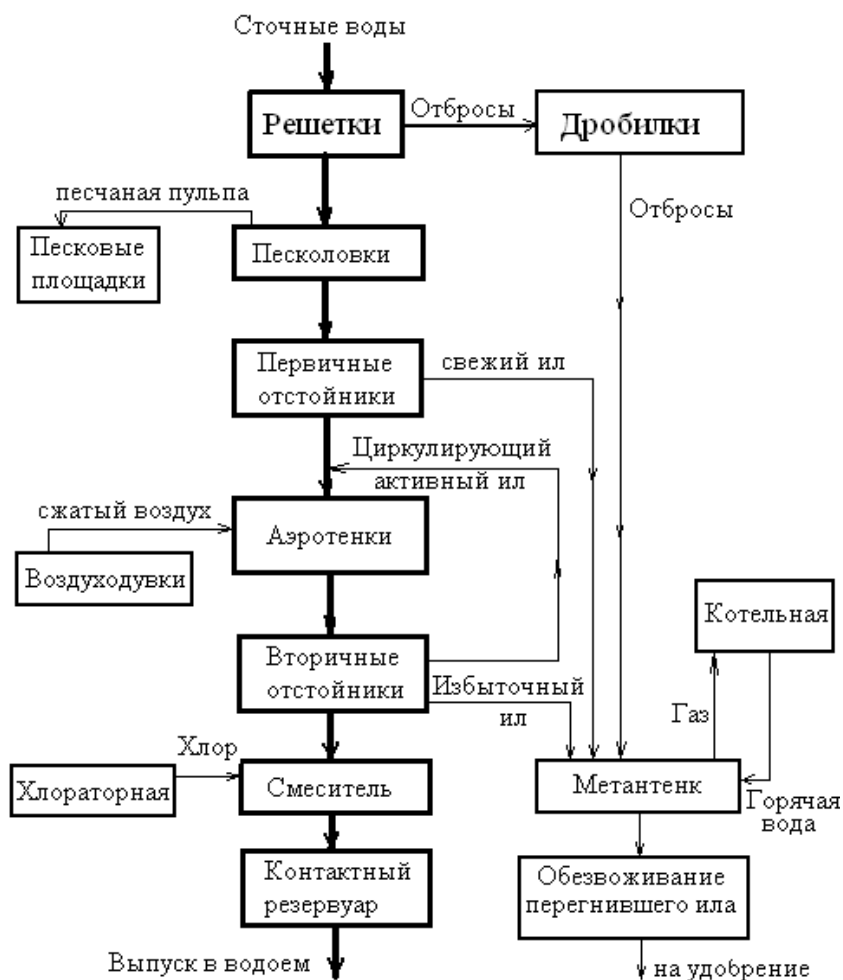 Сточные воды
Решетки
Отбросы
Дробилки
песчаная пульпа
Отбросы
Песковые
площадки
Песколовки
Первичные
отстойники
свежий ил
Циркулирующий
активный ил
сжатый воздух
Аэротенки
Воздуходувки
Котельная
Вторичные
отстойники
Избыточный
ил
Газ
Хлор
Хлораторная
Смеситель
Метантенк
Горячая
вода
Контактный
резервуар
Обезвоживание
перегнившего ила
Выпуск в водоем
на удобрение